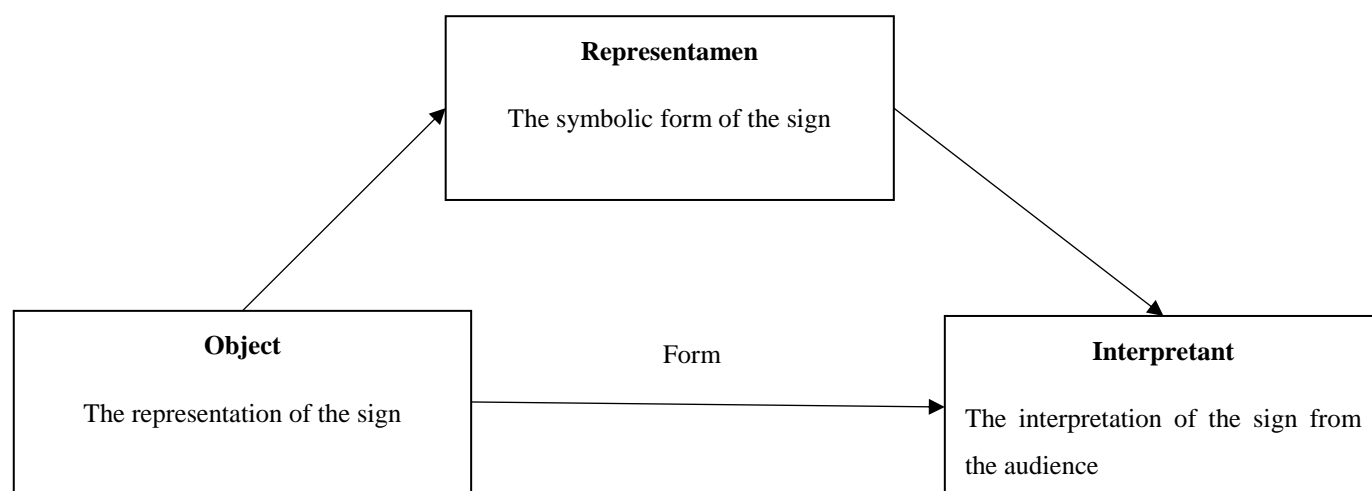 Representamen
The symbolic form of the sign
Object
The representation of the sign
Form
Interpretant
The interpretation of the sign from
the audience